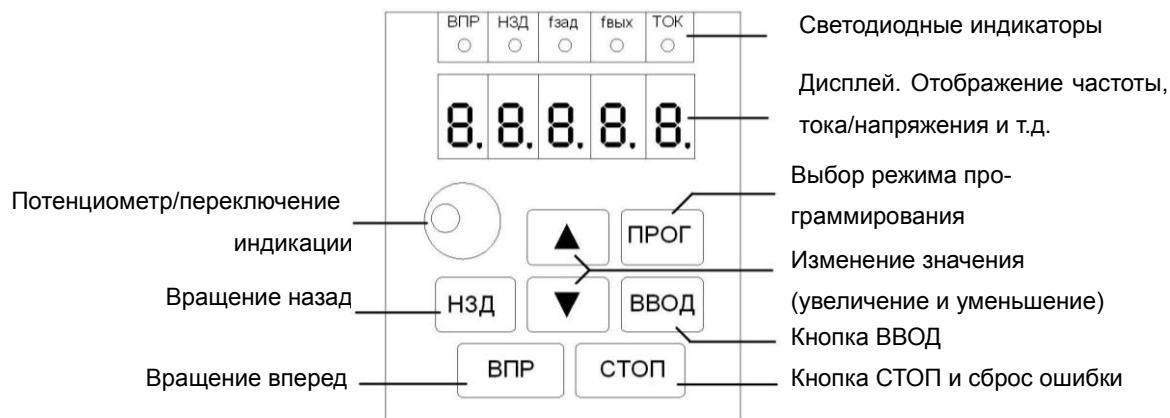 ВПР НЗД fзад fвых ТОК
Светодиодные индикаторы
8. 8. 8. 8. 8.
Дисплей. Отображение частоты,
тока/напряжения и т.д.
Выбор режима про-
граммирования
Потенциометр/переключение
индикации
▲ ПРОГ
Изменение значения
(увеличение и уменьшение)
Вращение назад
НЗД ▼ ВВОД
Кнопка ВВОД
Вращение вперед
ВПР СТОП
Кнопка СТОП и сброс ошибки